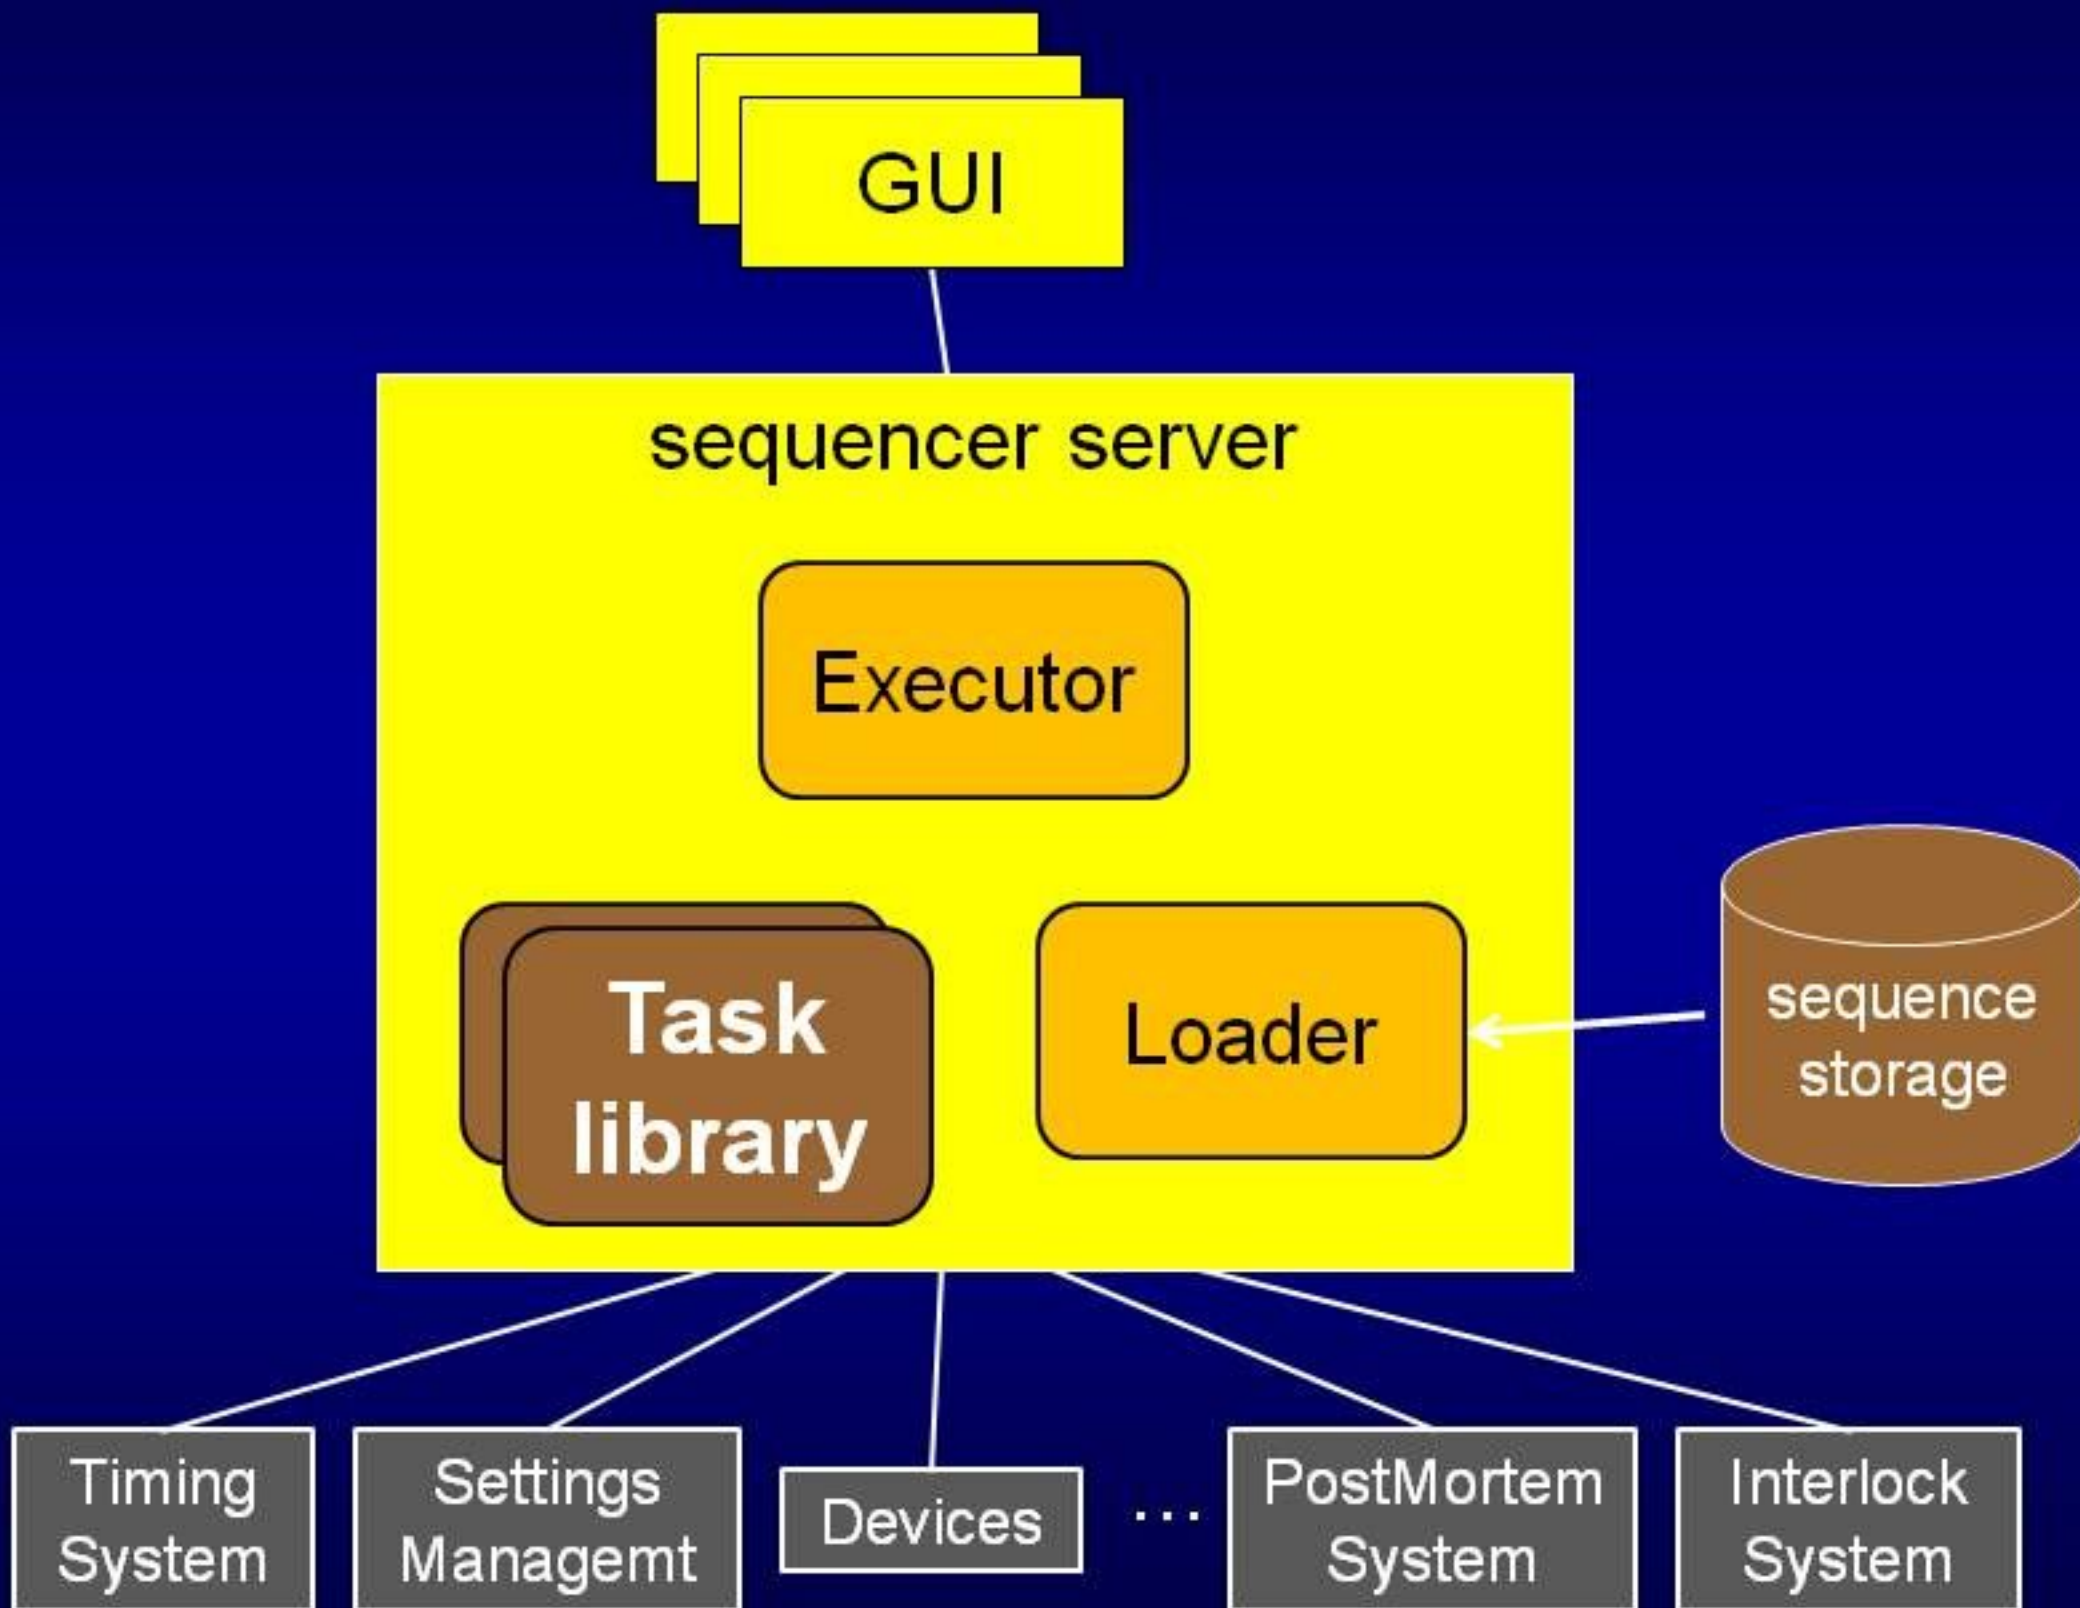 GUI
sequencer server
Executor
Task
library
Loader
sequence
storage
Timing
System
Settings
Managemt
Devices
...
PostMortem
System
Interlock
System